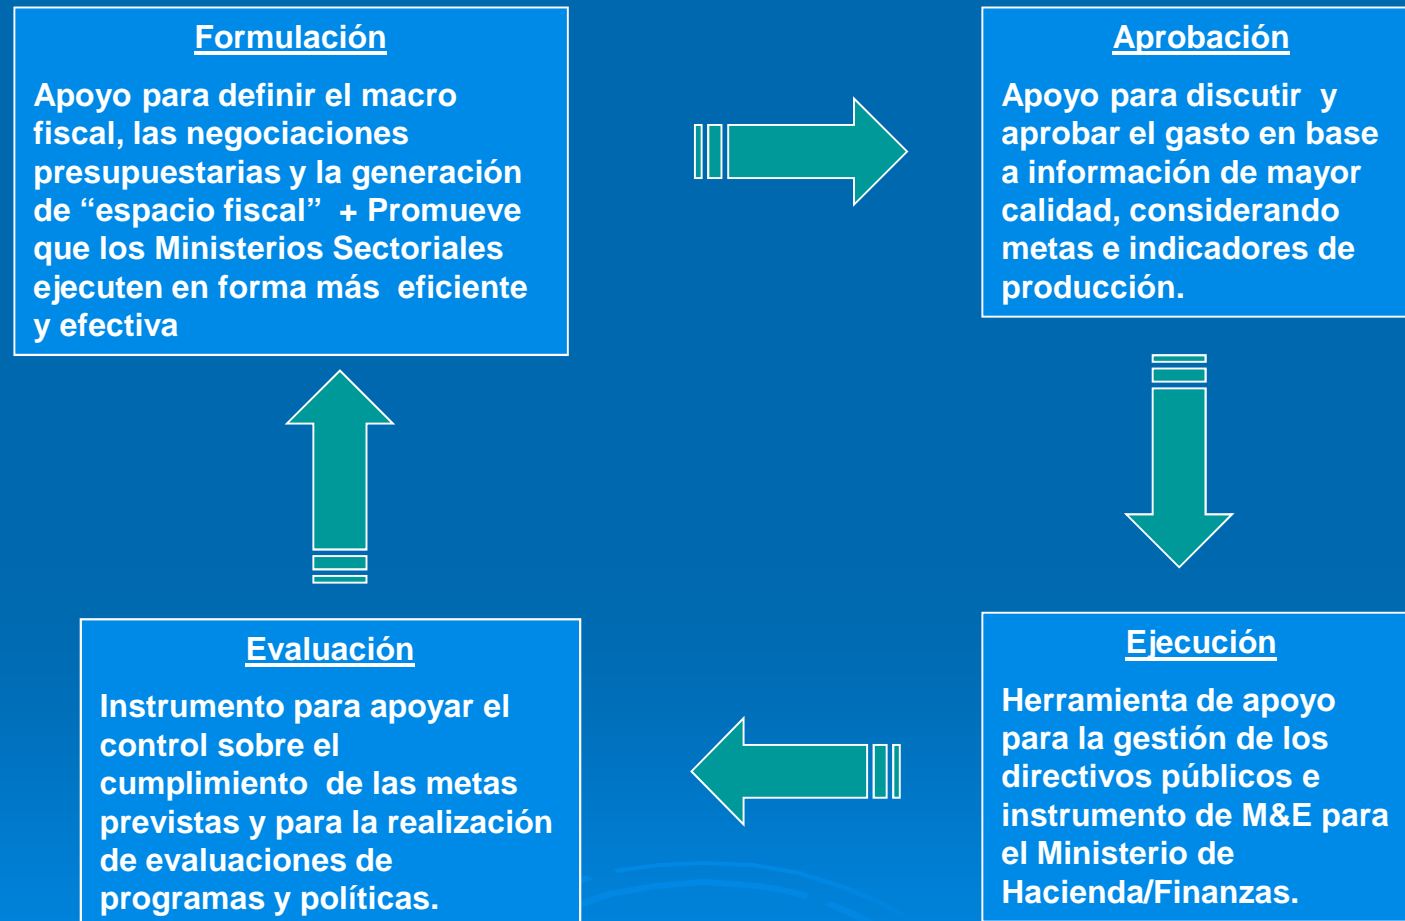 Formulación
Apoyo para definir el macro
fiscal, las negociaciones
presupuestarias y la generación
de “espacio fiscal”  + Promueve
que los Ministerios Sectoriales
ejecuten en forma más  eficiente
y efectiva
Aprobación
Apoyo para discutir  y
aprobar el gasto en base
a información de mayor
calidad, considerando
metas e indicadores de
producción.
Evaluación
Instrumento para apoyar el
control sobre el
cumplimiento  de las metas
previstas y para la realización
de evaluaciones de
programas y políticas.
Ejecución
Herramienta de apoyo
para la gestión de los
directivos públicos e
instrumento de M&E para
el Ministerio de
Hacienda/Finanzas.